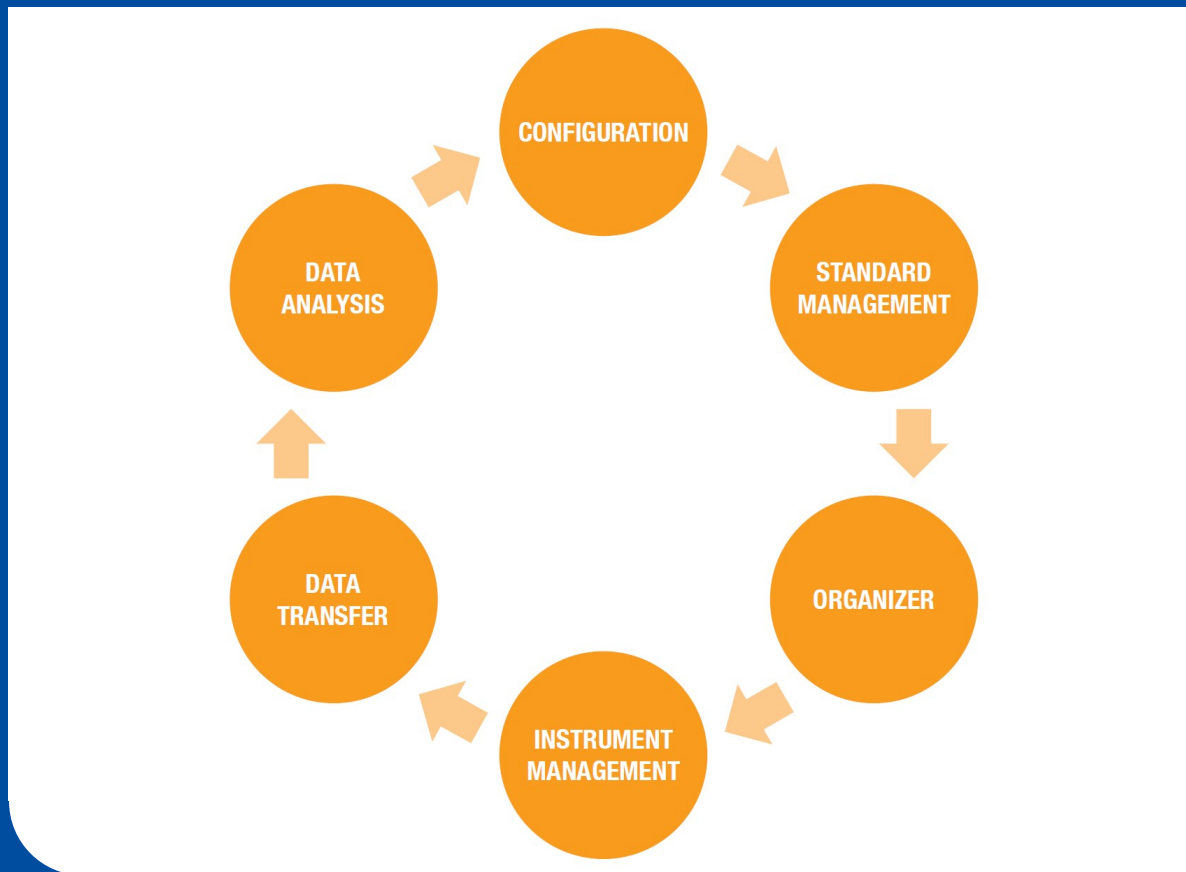 CONFIGURATION
STANDARD
MANAGEMENT
ORGANIZER
INSTRUMENT
MANAGEMENT
DATA
TRANSFER
DATA
ANALYSIS